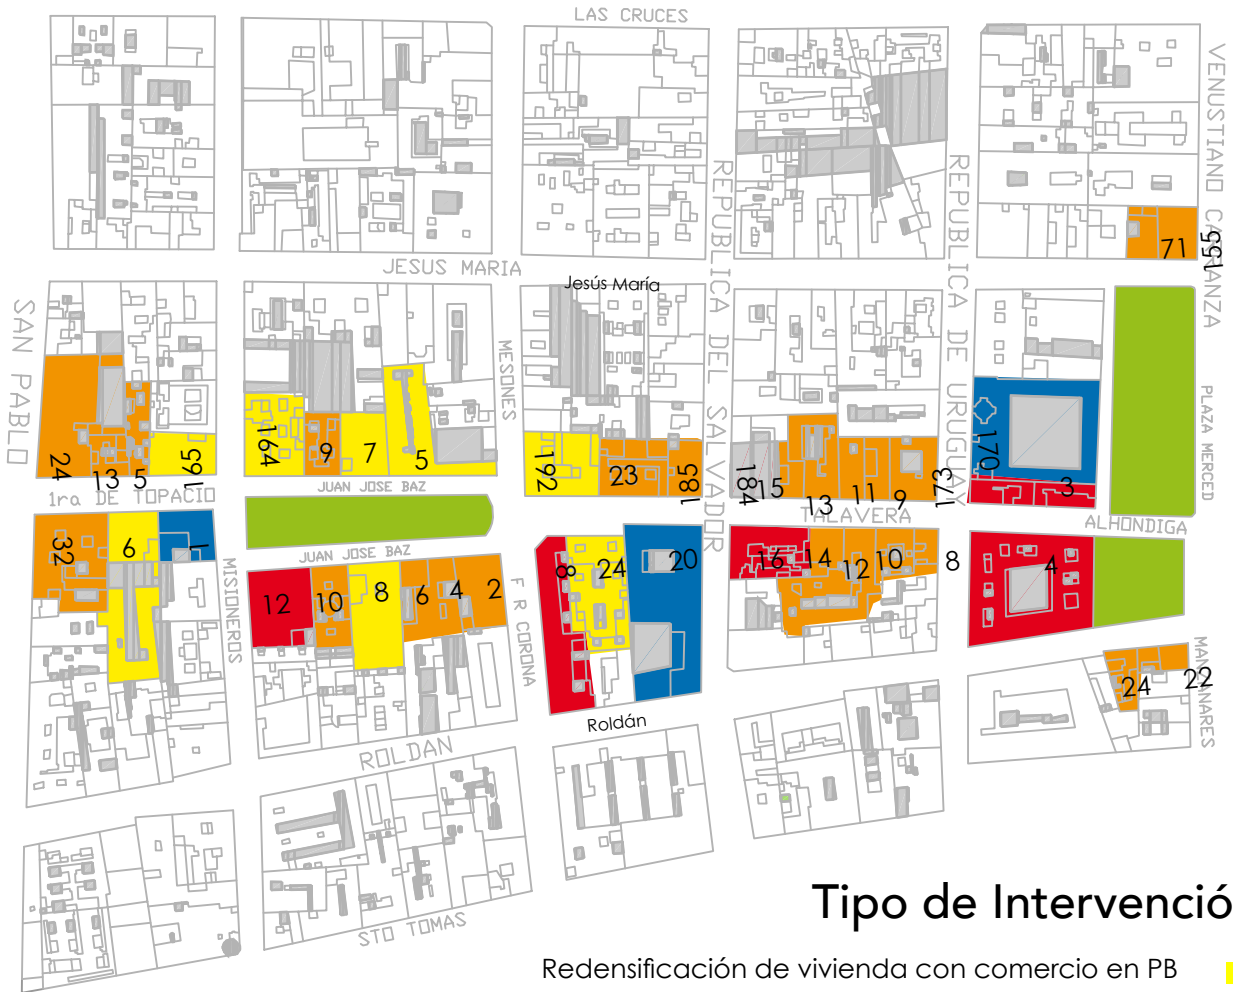 LAS CRUCES
VENUSTIANO CARRANZA
REPUBLICA DEL SALVADOR
REPUBLICA DE URUGUAY
71
155
JESUS MARIA
Jesús María
SAN PABLO
MESONES
PLAZA MERCED
24
13
5
165
164
9
7
5
192
23
185
184
15
13
11
9
173
170
3
1ra DE TOPACIO
JUAN JOSE BAZ
TALAVERA
ALHONDIGA
32
6
1
MISIONEROS
JUAN JOSE BAZ
12
10
8
6
4
2
F R CORONA
8
24
20
16
14
12
10
8
4
MANZANARES
24
22
Roldán
ROLDAN
STO TOMAS
Tipo de Intervenció
Redensificación de vivienda con comercio en PB